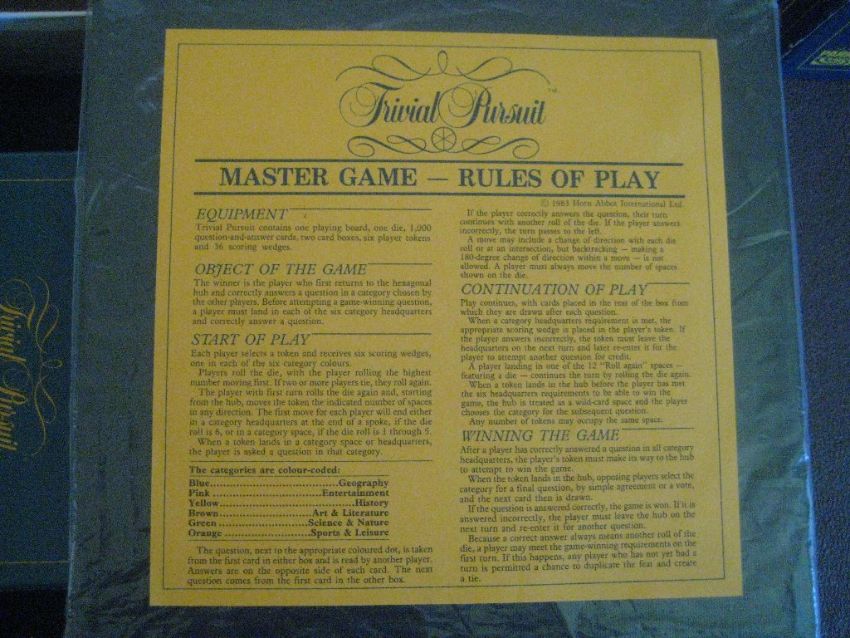 Trivial Pursuit
MASTER GAME — RULES OF PLAY
© 1983 Horn Abbot International Ltd.
EQUIPMENT
Trivial Pursuit contains one playing board, one die, 1,000
question-and-answer cards, two card boxes, six player tokens
and 36 scoring wedges.
OBJECT OF THE GAME
The winner is the player who first returns to the hexagonal
hub and correctly answers a question in a category chosen by
the other players. Before attempting a game-winning question,
a player must land in each of the six category headquarters
and correctly answer a question.
START OF PLAY
Each player selects a token and receives six scoring wedges,
one in each of the six category colours.
Players roll the die, with the player rolling the highest
number moving first. If two or more players tie, they roll again.
The player with first turn rolls the die again and, starting
from the hub, moves the token the indicated number of spaces
in any direction. The first move for each player will end either
in a category headquarters at the end of a spoke, if the die
roll is 6, or in a category space, if the die roll is 1 through 5.
When a token lands in a category space or headquarters,
the player is asked a question in that category.
The categories are colour-coded:
Blue..............................Geography
Pink..........................Entertainment
Yellow..............................History
Brown......................Art & Literature
Green......................Science & Nature
Orange.....................Sports & Leisure
The question, next to the appropriate coloured dot, is taken
from the first card in either box and is read by another player.
Answers are on the opposite side of each card. The next
question comes from the first card in the other box.
If the player correctly answers the question, their turn
continues with another roll of the die. If the player answers
incorrectly, the turn passes to the left.
A move may include a change of direction with each die
roll or at an intersection, but backtracking — making a
180-degree change of direction within a move — is not
allowed. A player must always move the number of spaces
shown on the die.
CONTINUATION OF PLAY
Play continues, with cards placed in the rear of the box from
which they are drawn after each question.
When a category headquarters requirement is met, the
appropriate scoring wedge is placed in the player's token. If
the player answers incorrectly, the token must leave the
headquarters on the next turn and later re-enter it for the
player to attempt another question for credit.
A player landing in one of the 12 "Roll again" spaces —
featuring a die — continues the turn by rolling the die again.
When a token lands in the hub before the player has met
the six headquarters requirements to be able to win the
game, the hub is treated as a wild-card space and the player
chooses the category for the subsequent question.
Any number of tokens may occupy the same space.
WINNING THE GAME
After a player has correctly answered a question in all category
headquarters, the player's token must make its way to the hub
to attempt to win the game.
When the token lands in the hub, opposing players select the
category for a final question, by simple agreement or a vote,
and the next card then is drawn.
If the question is answered correctly, the game is won. If it is
answered incorrectly, the player must leave the hub on the
next turn and re-enter it for another question.
Because a correct answer always means another roll of the
die, a player may meet the game-winning requirements on the
first turn. If this happens, any player who has not yet had a
turn is permitted a chance to duplicate the feat and create
a tie.
Trivial Pursuit